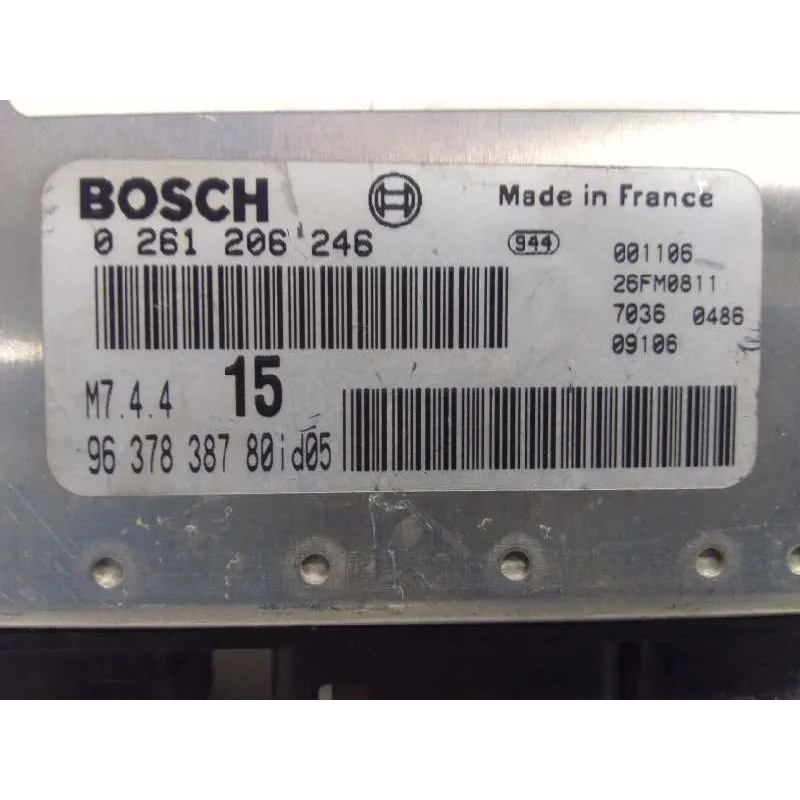 BOSCH
Made in France
0 261 206 246
944
001106
26FM0811
7036 0486
09106
M7.4.4
15
96 378 387 80id05